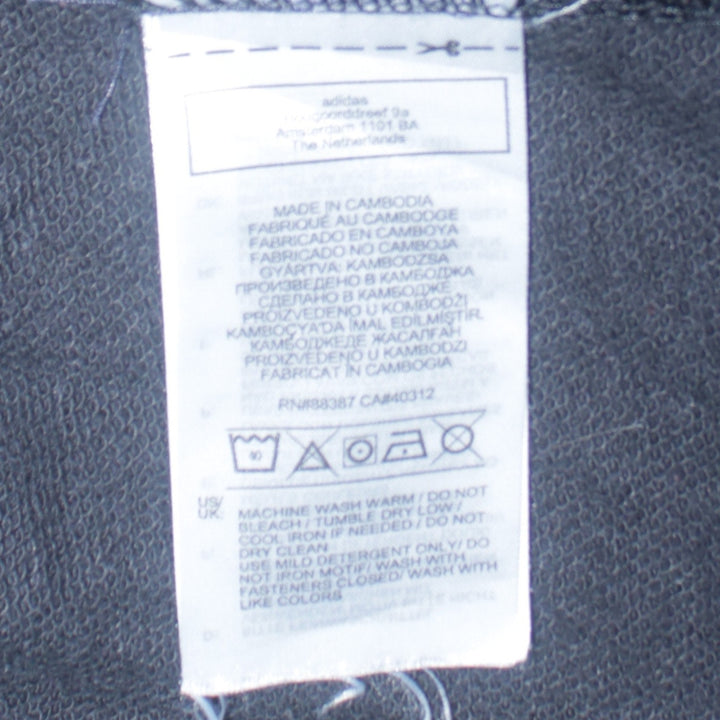 adidas
9a
Amsterdam 1101 BA
The Netherlands
MADE IN CAMBODIA
FABRIQUÉ AU CAMBODGE
FABRICADO EN CAMBOYA
FABRICADO NO CAMBOJA
GYÁRTVA: KAMBODZSA
ПРОИЗВЕДЕНО В КАМБОДЖА
СДЕЛАНО В КАМБОДЖЕ
PROIZVEDENO U KOMBODŽI
KAMBOÇYA'DA İMAL EDİLMİŞTİR.
КАМБОДЖЕДЕ ЖАСАЛҒАН
PROIZVEDENO U KAMBODZI
FABRICAT ÎN CAMBOGIA
RN#88387 CA#40312
40
US/
UK:
MACHINE WASH WARM / DO NOT
BLEACH / TUMBLE DRY LOW /
COOL IRON IF NEEDED / DO NOT
DRY CLEAN
USE MILD DETERGENT ONLY/ DO
NOT IRON MOTIF/ WASH WITH
FASTENERS CLOSED/ WASH WITH
LIKE COLORS